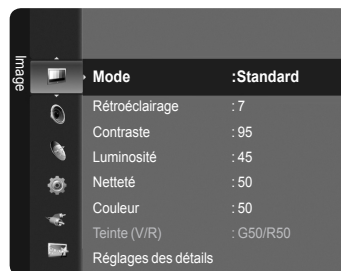 Image
Mode :Standard
Rétroéclairage : 7
Contraste : 95
Luminosité : 45
Netteté : 50
Couleur : 50
Teinte (V/R) : G50/R50
Réglages des détails